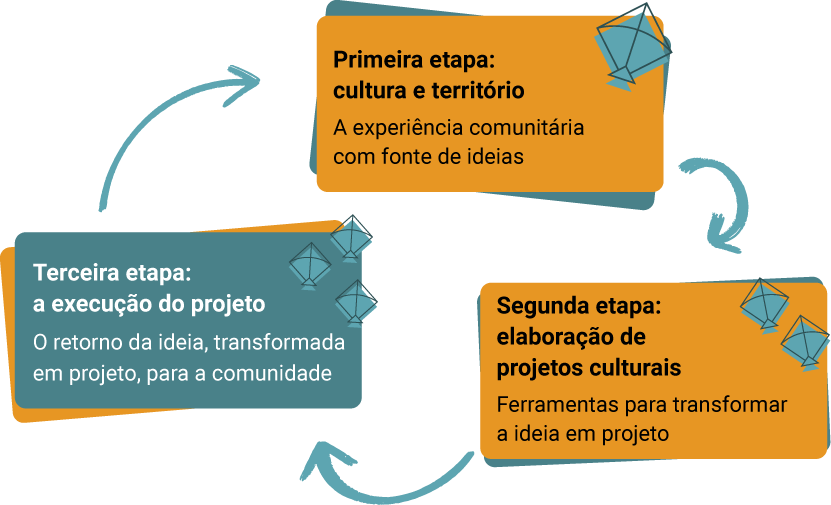 Primeira etapa:
cultura e território
A experiência comunitária
com fonte de ideias
Segunda etapa:
elaboração de
projetos culturais
Ferramentas para transformar
a ideia em projeto
Terceira etapa:
a execução do projeto
O retorno da ideia, transformada
em projeto, para a comunidade